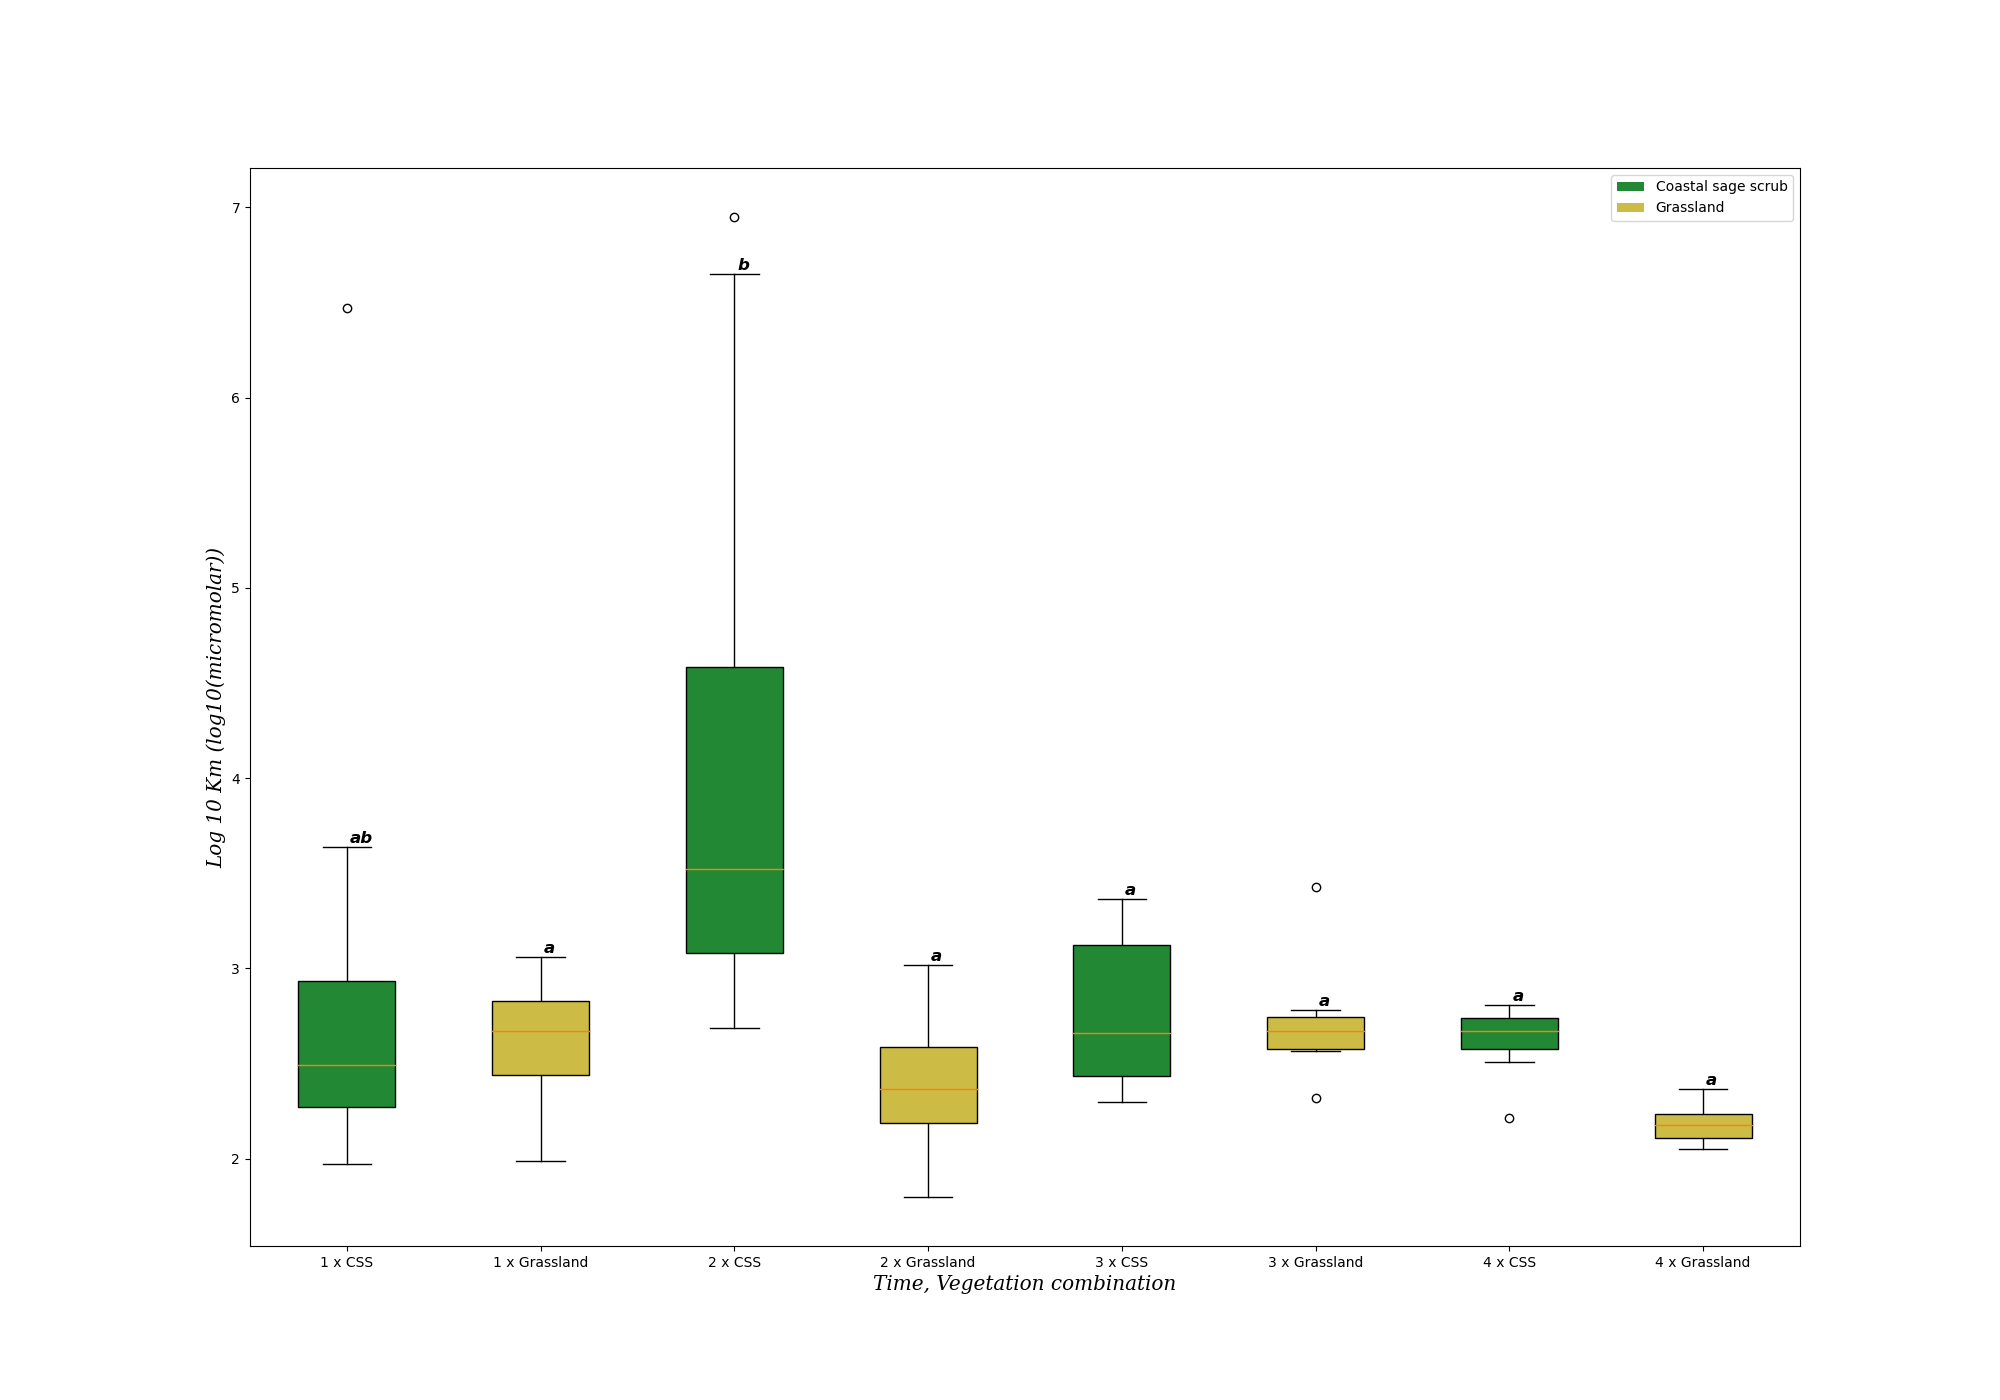 Coastal sage scrub
Grassland
7
6
5
4
3
2
Log 10 Km (log10(micromolar))
ab
a
b
a
a
a
a
a
1 x CSS
1 x Grassland
2 x CSS
2 x Grassland
3 x CSS
3 x Grassland
4 x CSS
4 x Grassland
Time, Vegetation combination